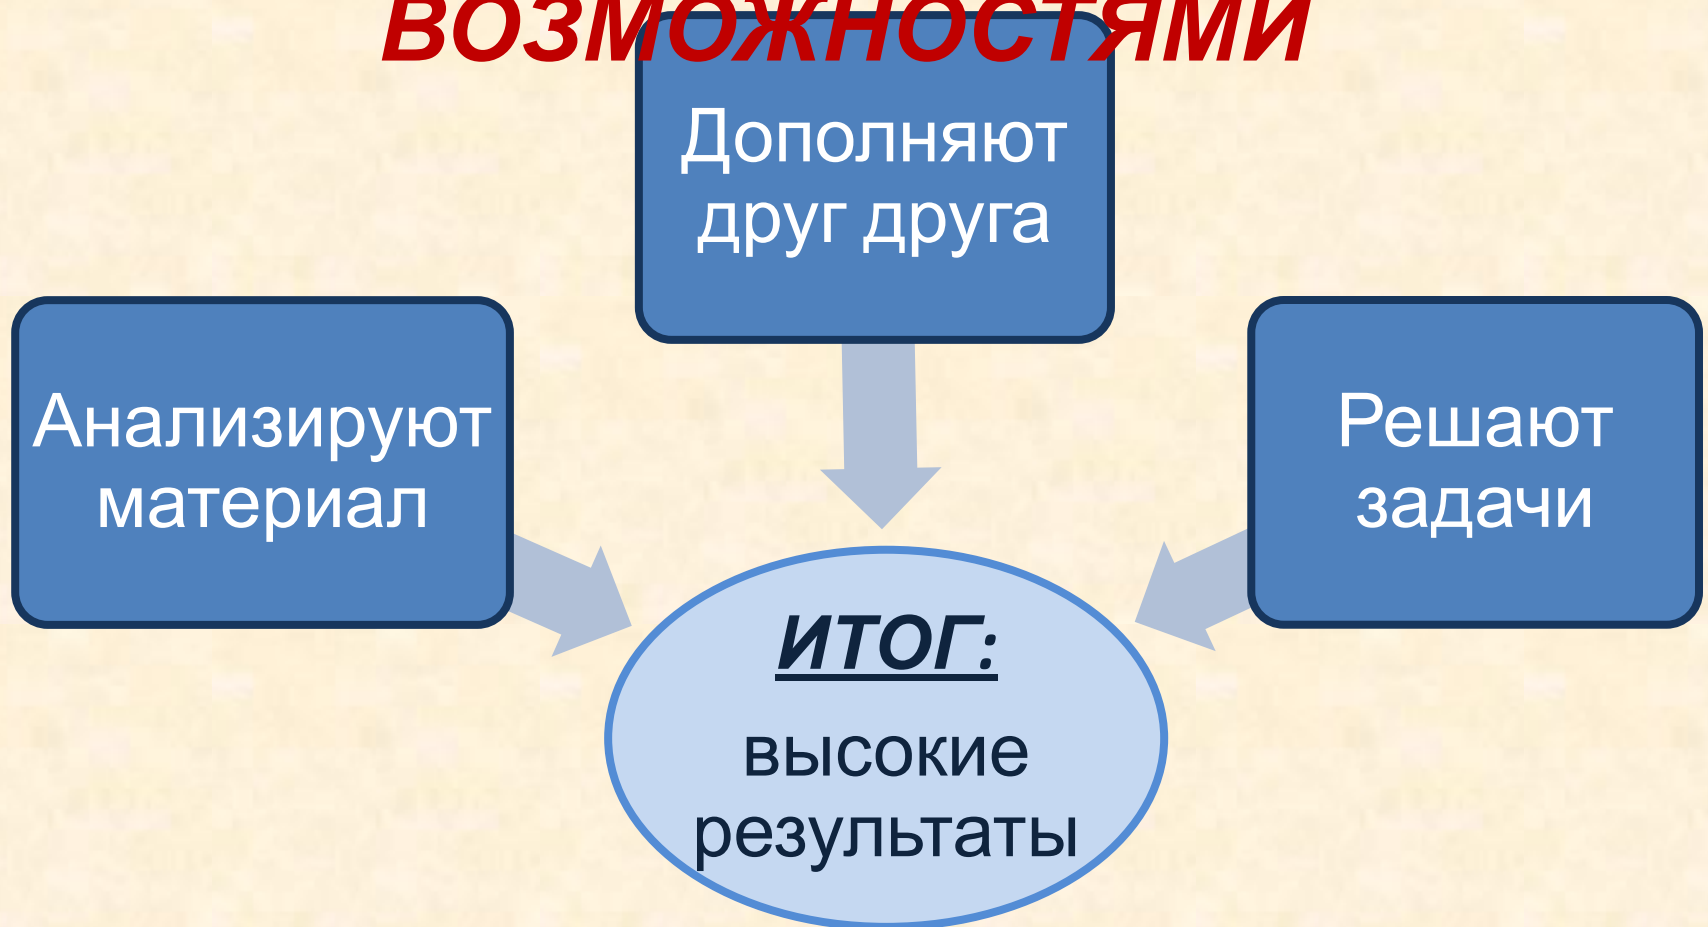 ВОЗМОЖНОСТЯМИ
Дополняют
друг друга
Анализируют
материал
Решают
задачи
ИТОГ:
высокие
результаты